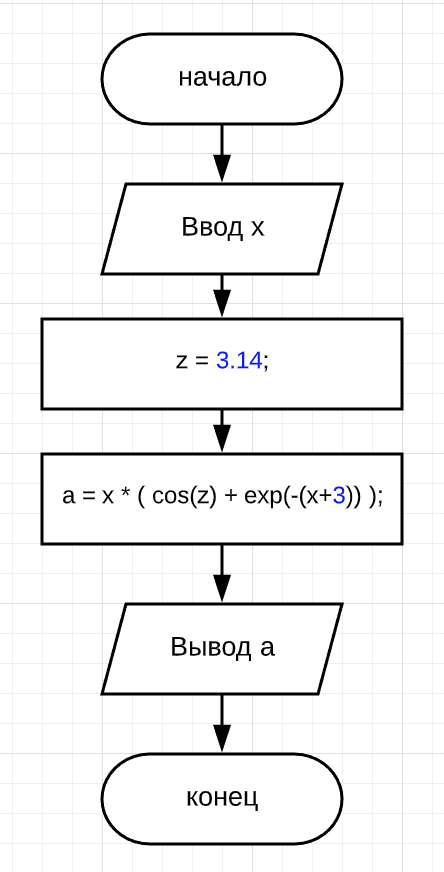 начало
Ввод x
z = 3.14;
a = x * ( cos(z) + exp(-(x+3)) );
Вывод a
конец